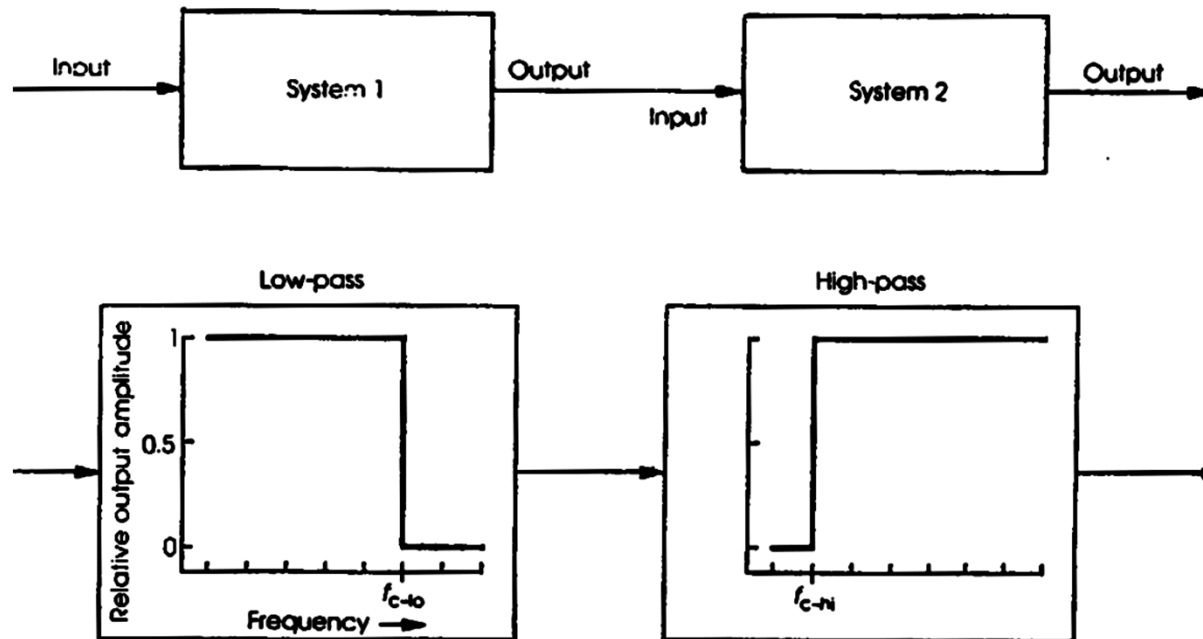 Input
System 1
Output
Input
System 2
Output
Low-pass
High-pass
Relative output amplitude
1
0.5
0
f c-lo
Frequency
f c-hi